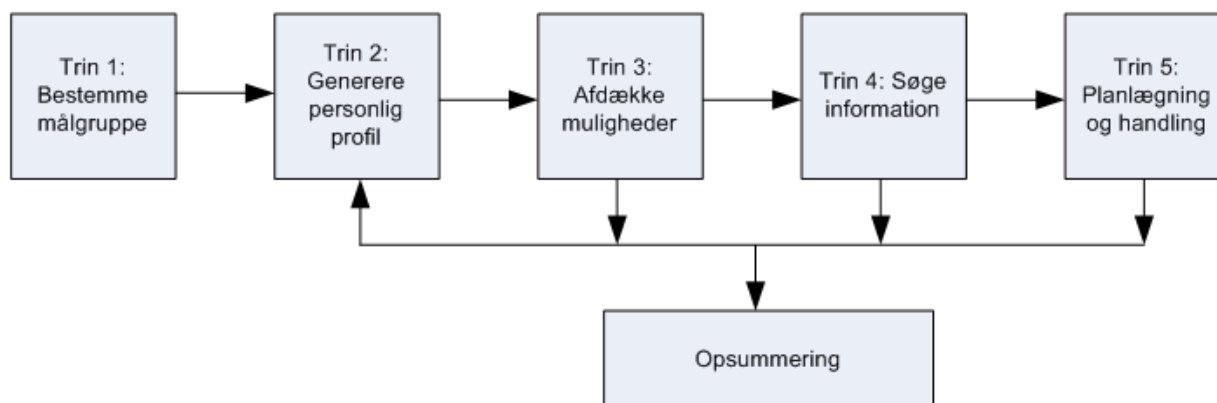 Trin 1:
Bestemme
målgruppe
Trin 2:
Generere
personlig
profil
Trin 3:
Afdække
muligheder
Trin 4: Søge
information
Trin 5:
Planlægning
og handling
Opsummering